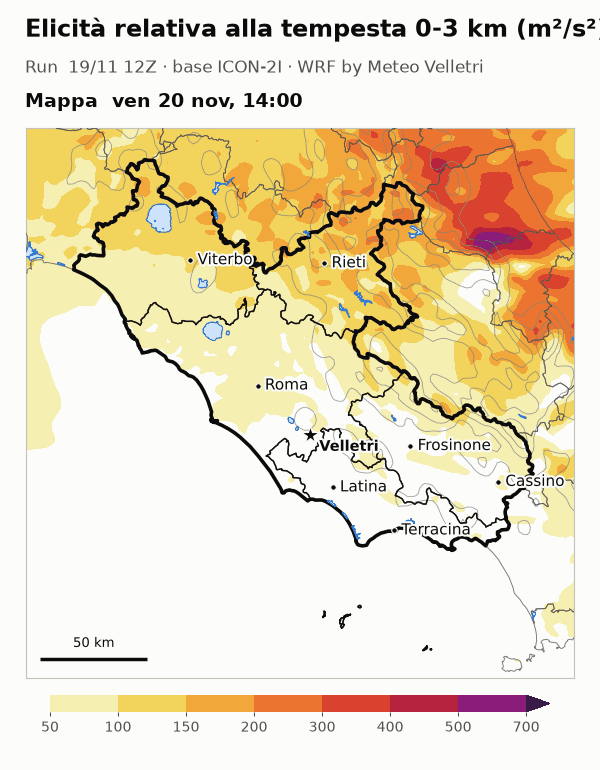 Elicità relativa alla tempesta 0-3 km (m²/s²)
Run 19/11 12Z · base ICON-2I · WRF by Meteo Velletri
Mappa ven 20 nov, 14:00
Viterbo
Rieti
Roma
Velletri
Frosinone
Cassino
Latina
Terracina
50 km
50 100 150 200 300 400 500 700